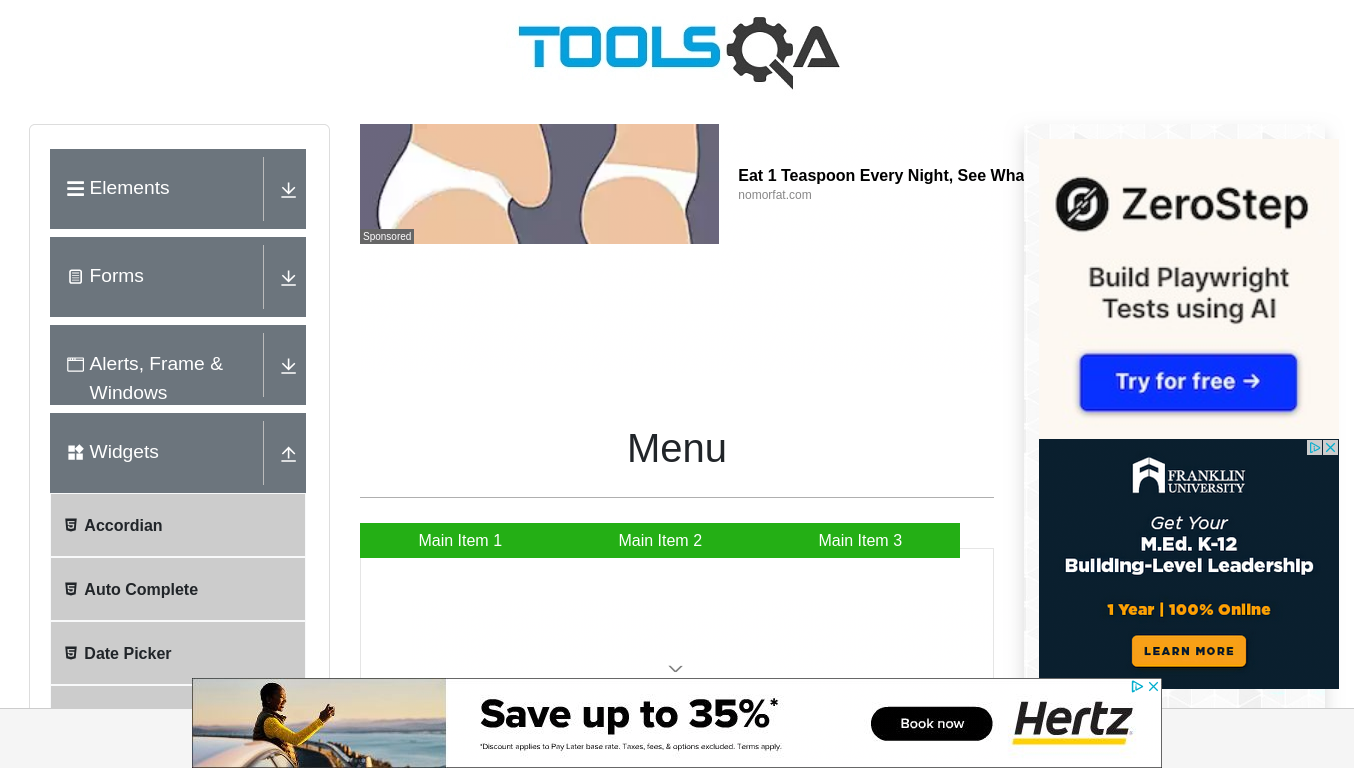 TOOLSQA
Elements
Forms
Alerts, Frame &
Windows
Widgets
Accordian
Auto Complete
Date Picker
Sponsored
Eat 1 Teaspoon Every Night, See Wha
nomorfat.com
Menu
Main Item 1
Main Item 2
Main Item 3
ZeroStep
Build Playwright
Tests using AI
Try for free →
FRANKLIN
UNIVERSITY
Get Your
M.Ed. K-12
Building-Level Leadership
1 Year | 100% Online
LEARN MORE
Save up to 35%*
*Discount applies to Pay Later base rate. Taxes, fees, & options excluded. Terms apply.
Book now
Hertz